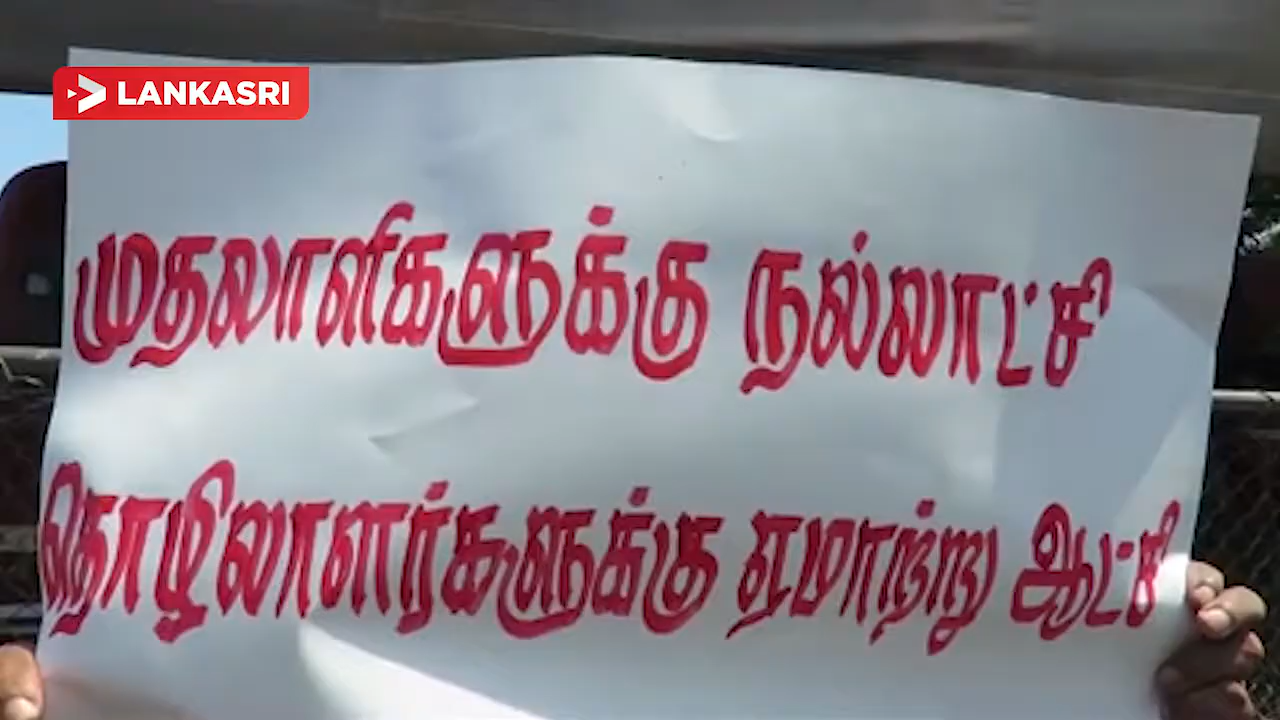 LANKASRI
முதலாளிகளுக்கு நல்லாட்சி
தொழிலாளர்களுக்கு ஏமாற்று ஆட்சி